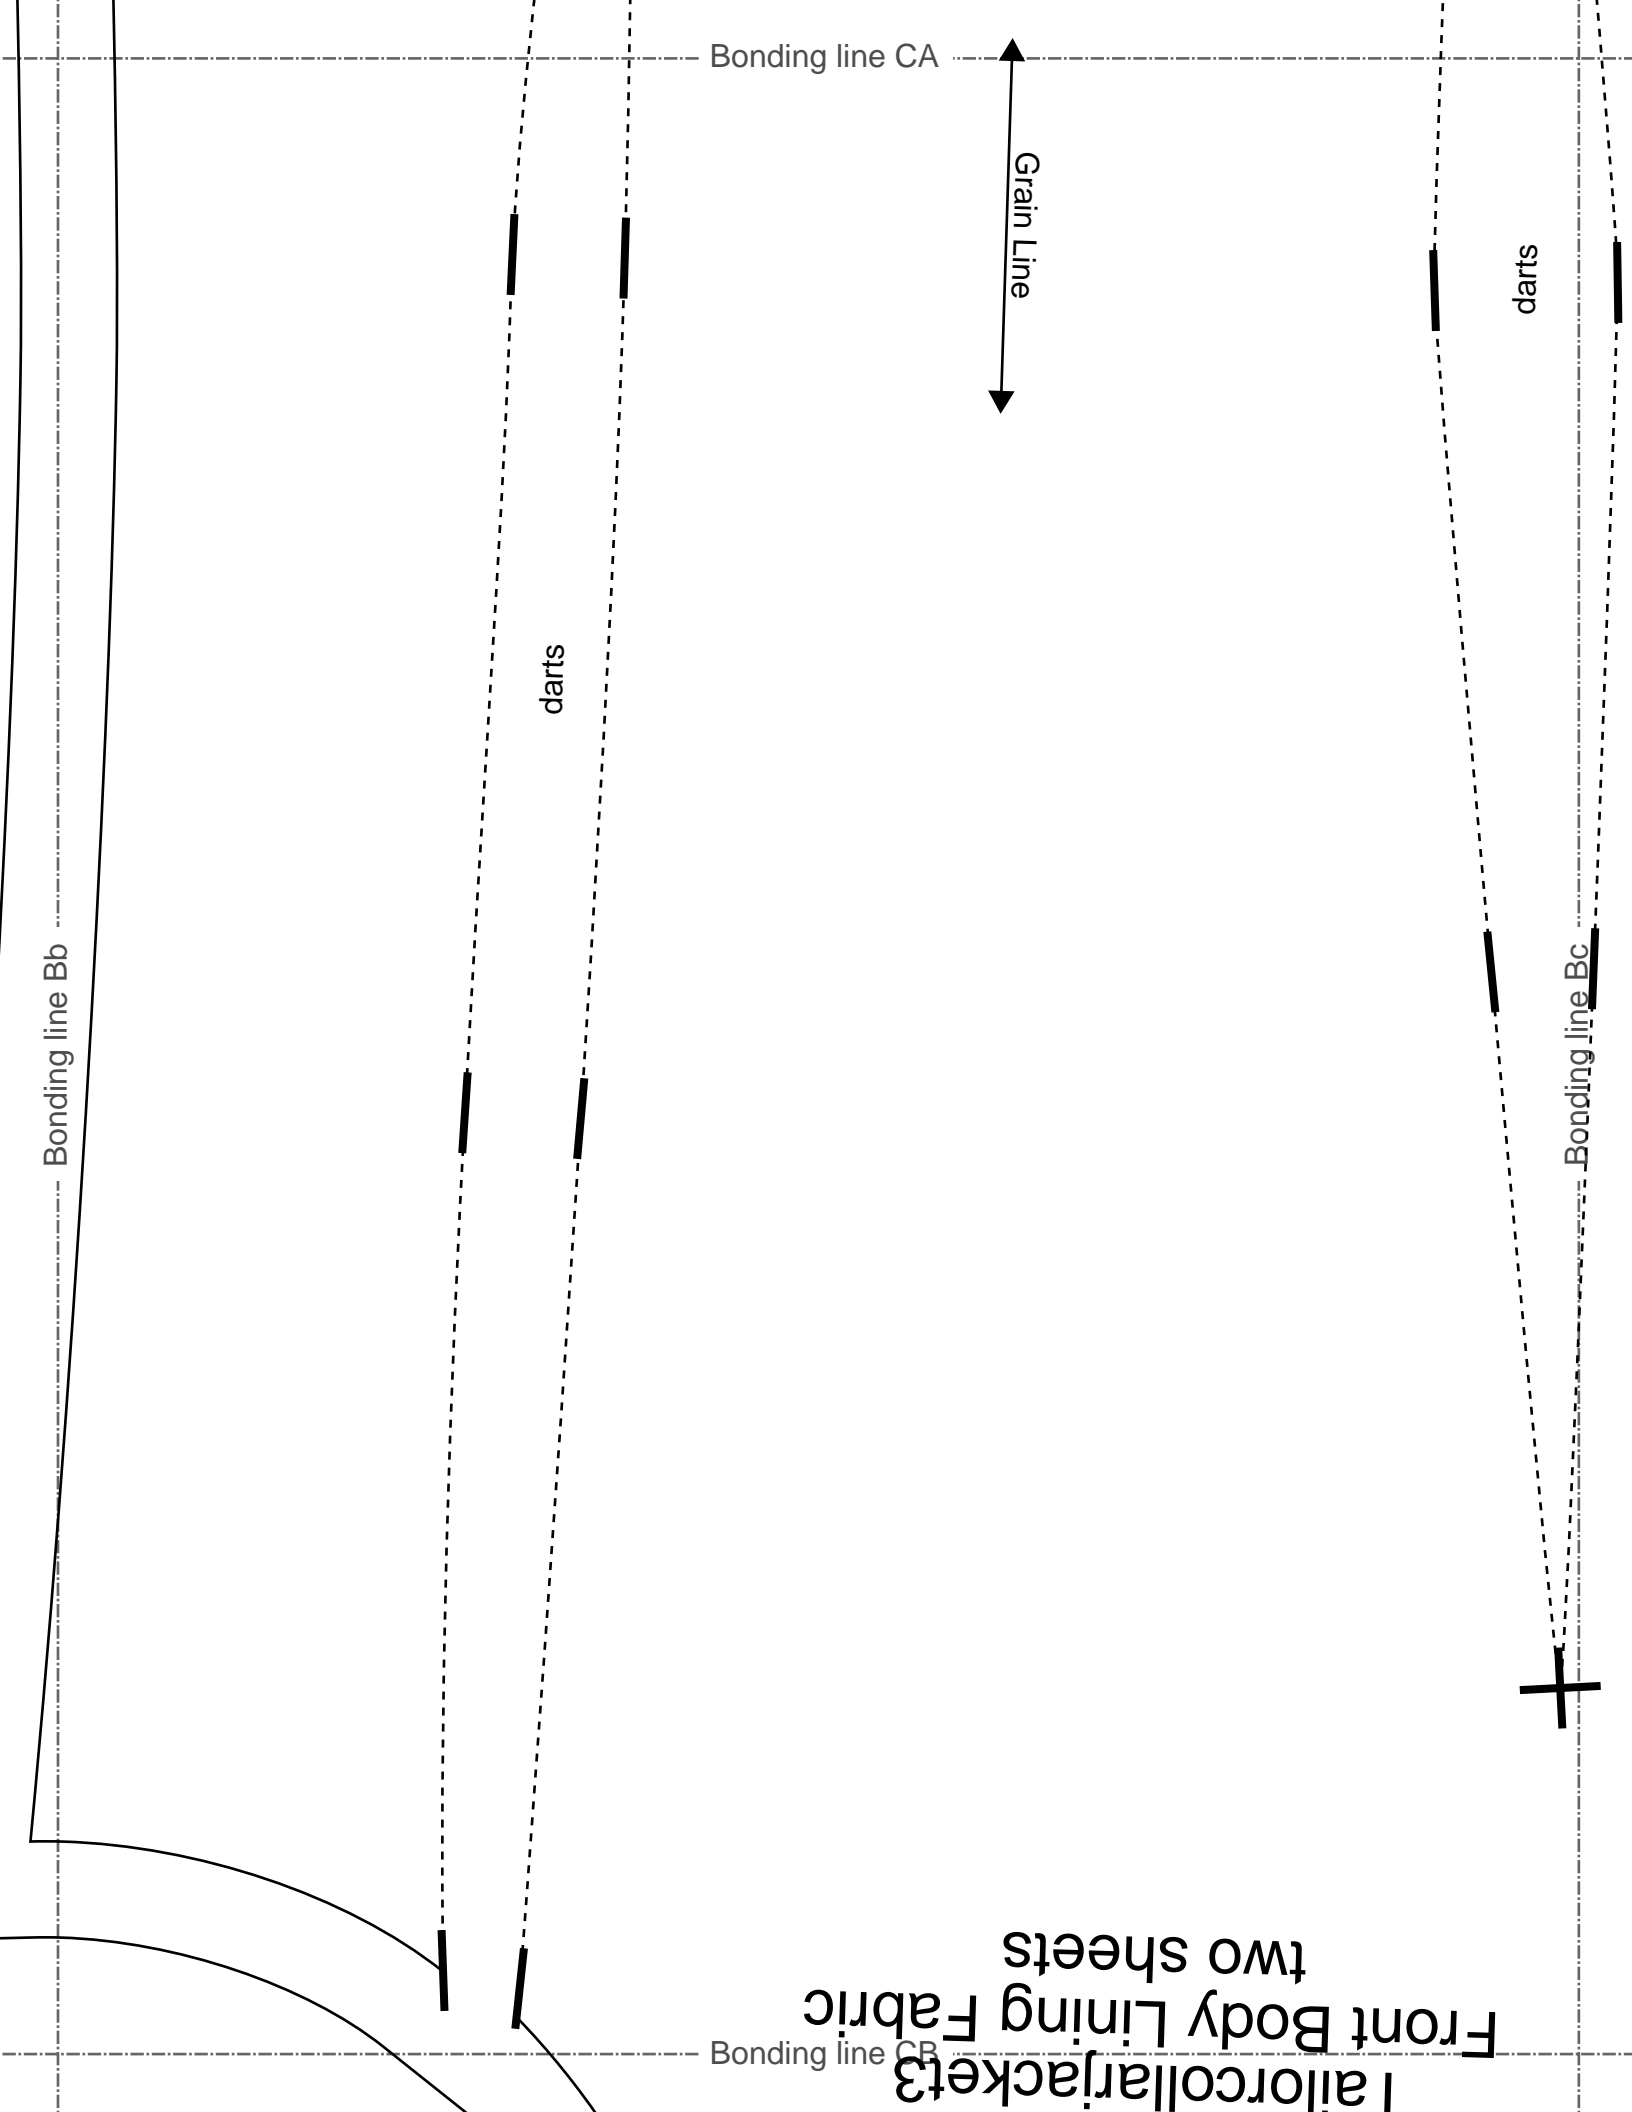 Bonding line CA
Grain Line
darts
darts
Bonding line Bb
Bonding line Bc
Tailorcollarjacket3
Front Body Lining Fabric
two sheets
Bonding line CB